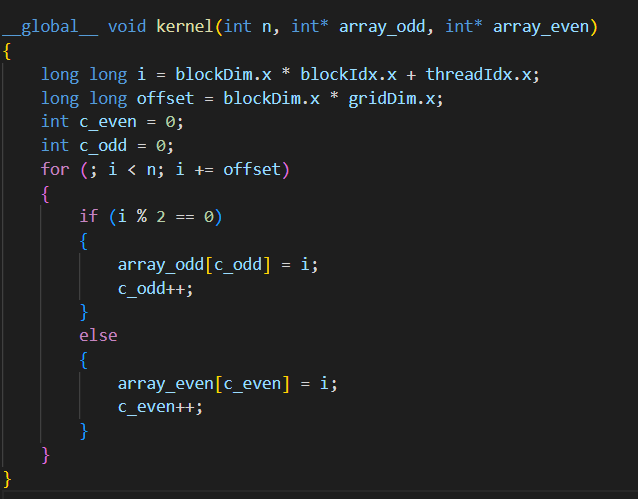 __global__ void kernel(int n, int* array_odd, int* array_even)
{
    long long i = blockDim.x * blockIdx.x + threadIdx.x;
    long long offset = blockDim.x * gridDim.x;
    int c_even = 0;
    int c_odd = 0;
    for (; i < n; i += offset)
    {
        if (i % 2 == 0)
        {
            array_odd[c_odd] = i;
            c_odd++;
        }
        else
        {
            array_even[c_even] = i;
            c_even++;
        }
    }
}